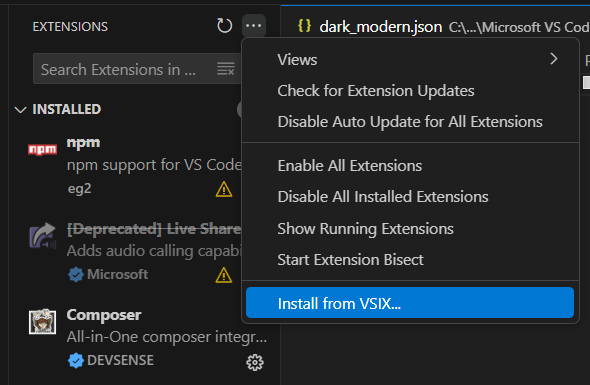 EXTENSIONS
{} dark_modern.json C:\...\Microsoft VS Cod
Search Extensions in ...
INSTALLED
npm
npm
npm support for VS Code
eg2
[Deprecated] Live Share
Adds audio calling capabi
Microsoft
Composer
All-in-One composer integr...
DEVSENSE
Views
Check for Extension Updates
Disable Auto Update for All Extensions
Enable All Extensions
Disable All Installed Extensions
Show Running Extensions
Start Extension Bisect
Install from VSIX...